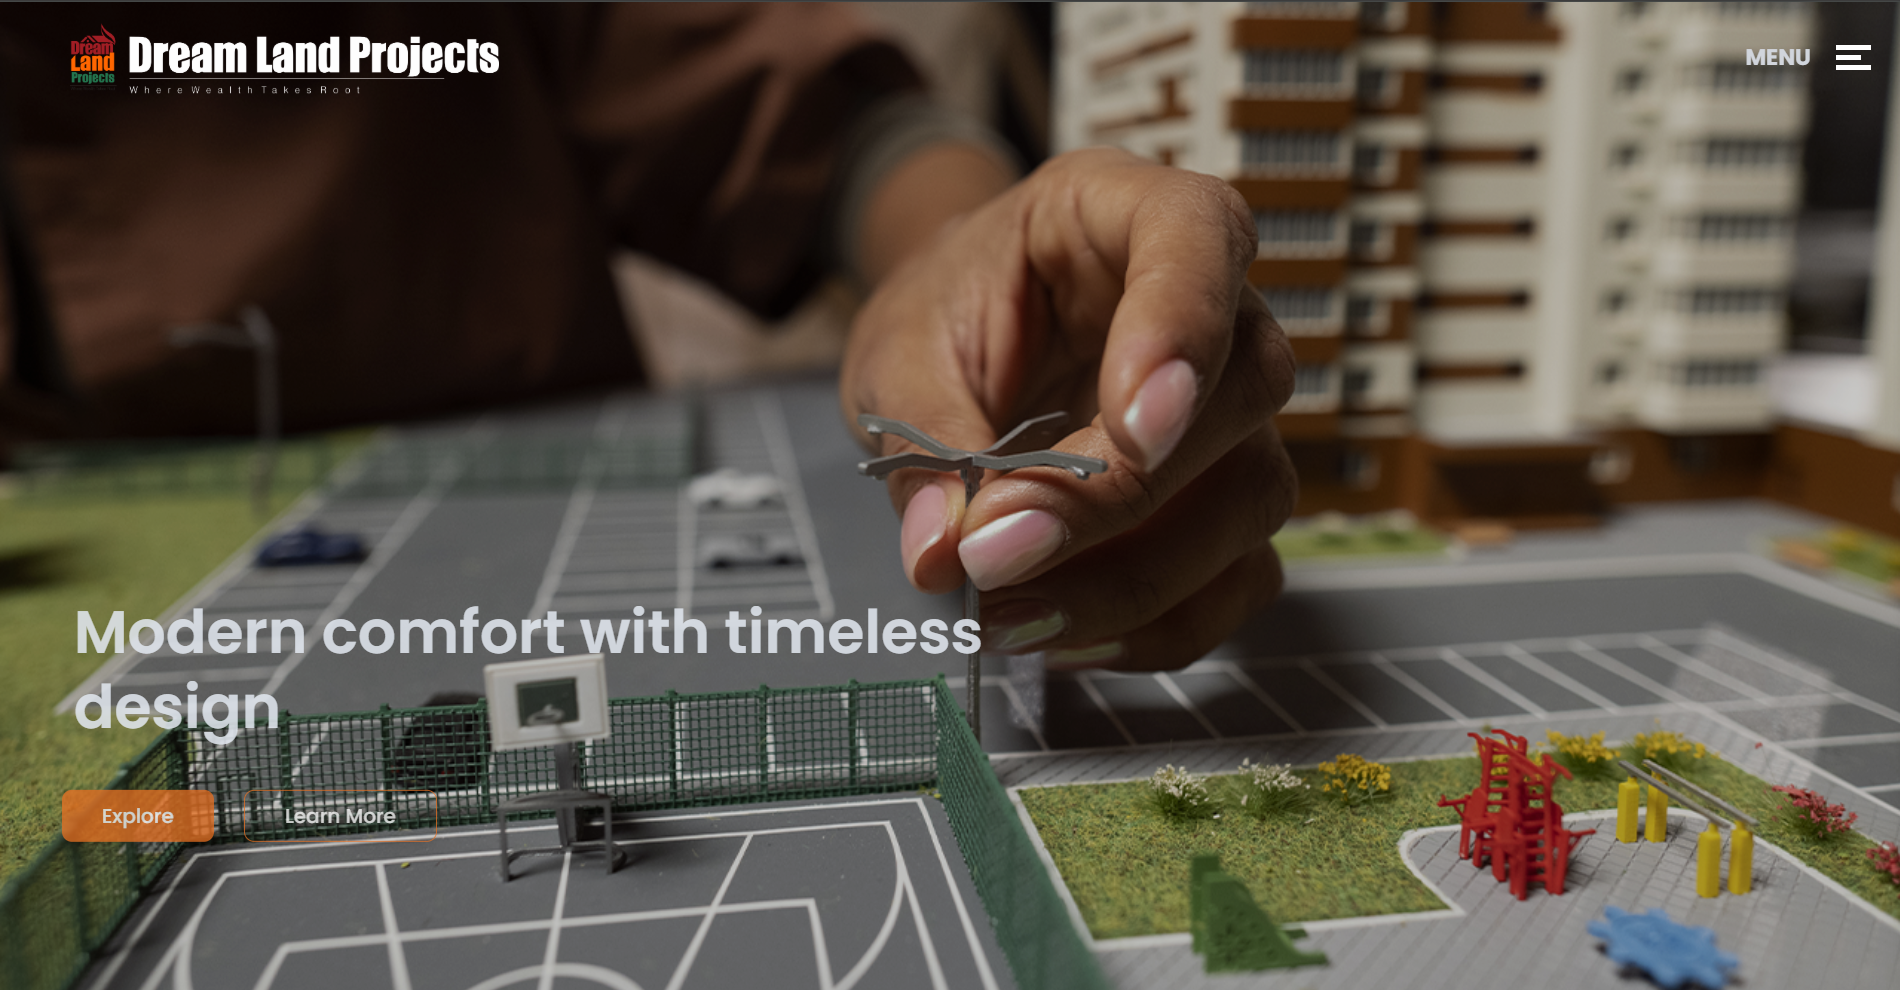 Dream
Land
Projects
Dream Land Projects
Where Wealth Takes Root
MENU
Modern comfort with timeless
design
Explore
Learn More